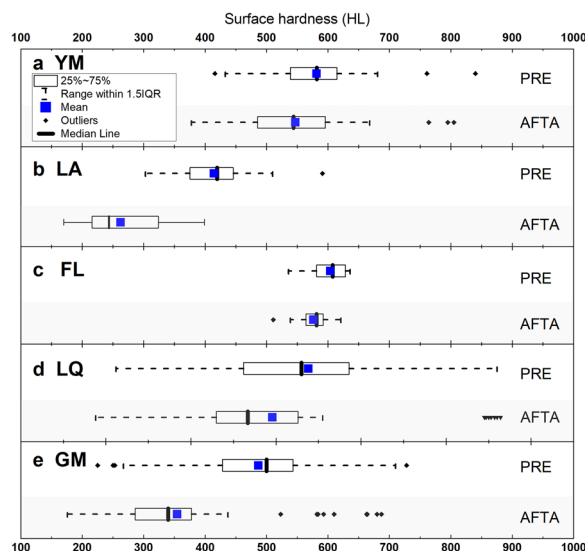 Surface hardness (HL)
100 200 300 400 500 600 700 800 900 1000
a YM
25%~75%
Range within 1.5IQR
Mean
Outliers
Median Line
PRE
AFTA
b LA
PRE
AFTA
c FL
PRE
AFTA
d LQ
PRE
AFTA
e GM
PRE
AFTA
100 200 300 400 500 600 700 800 900 1000